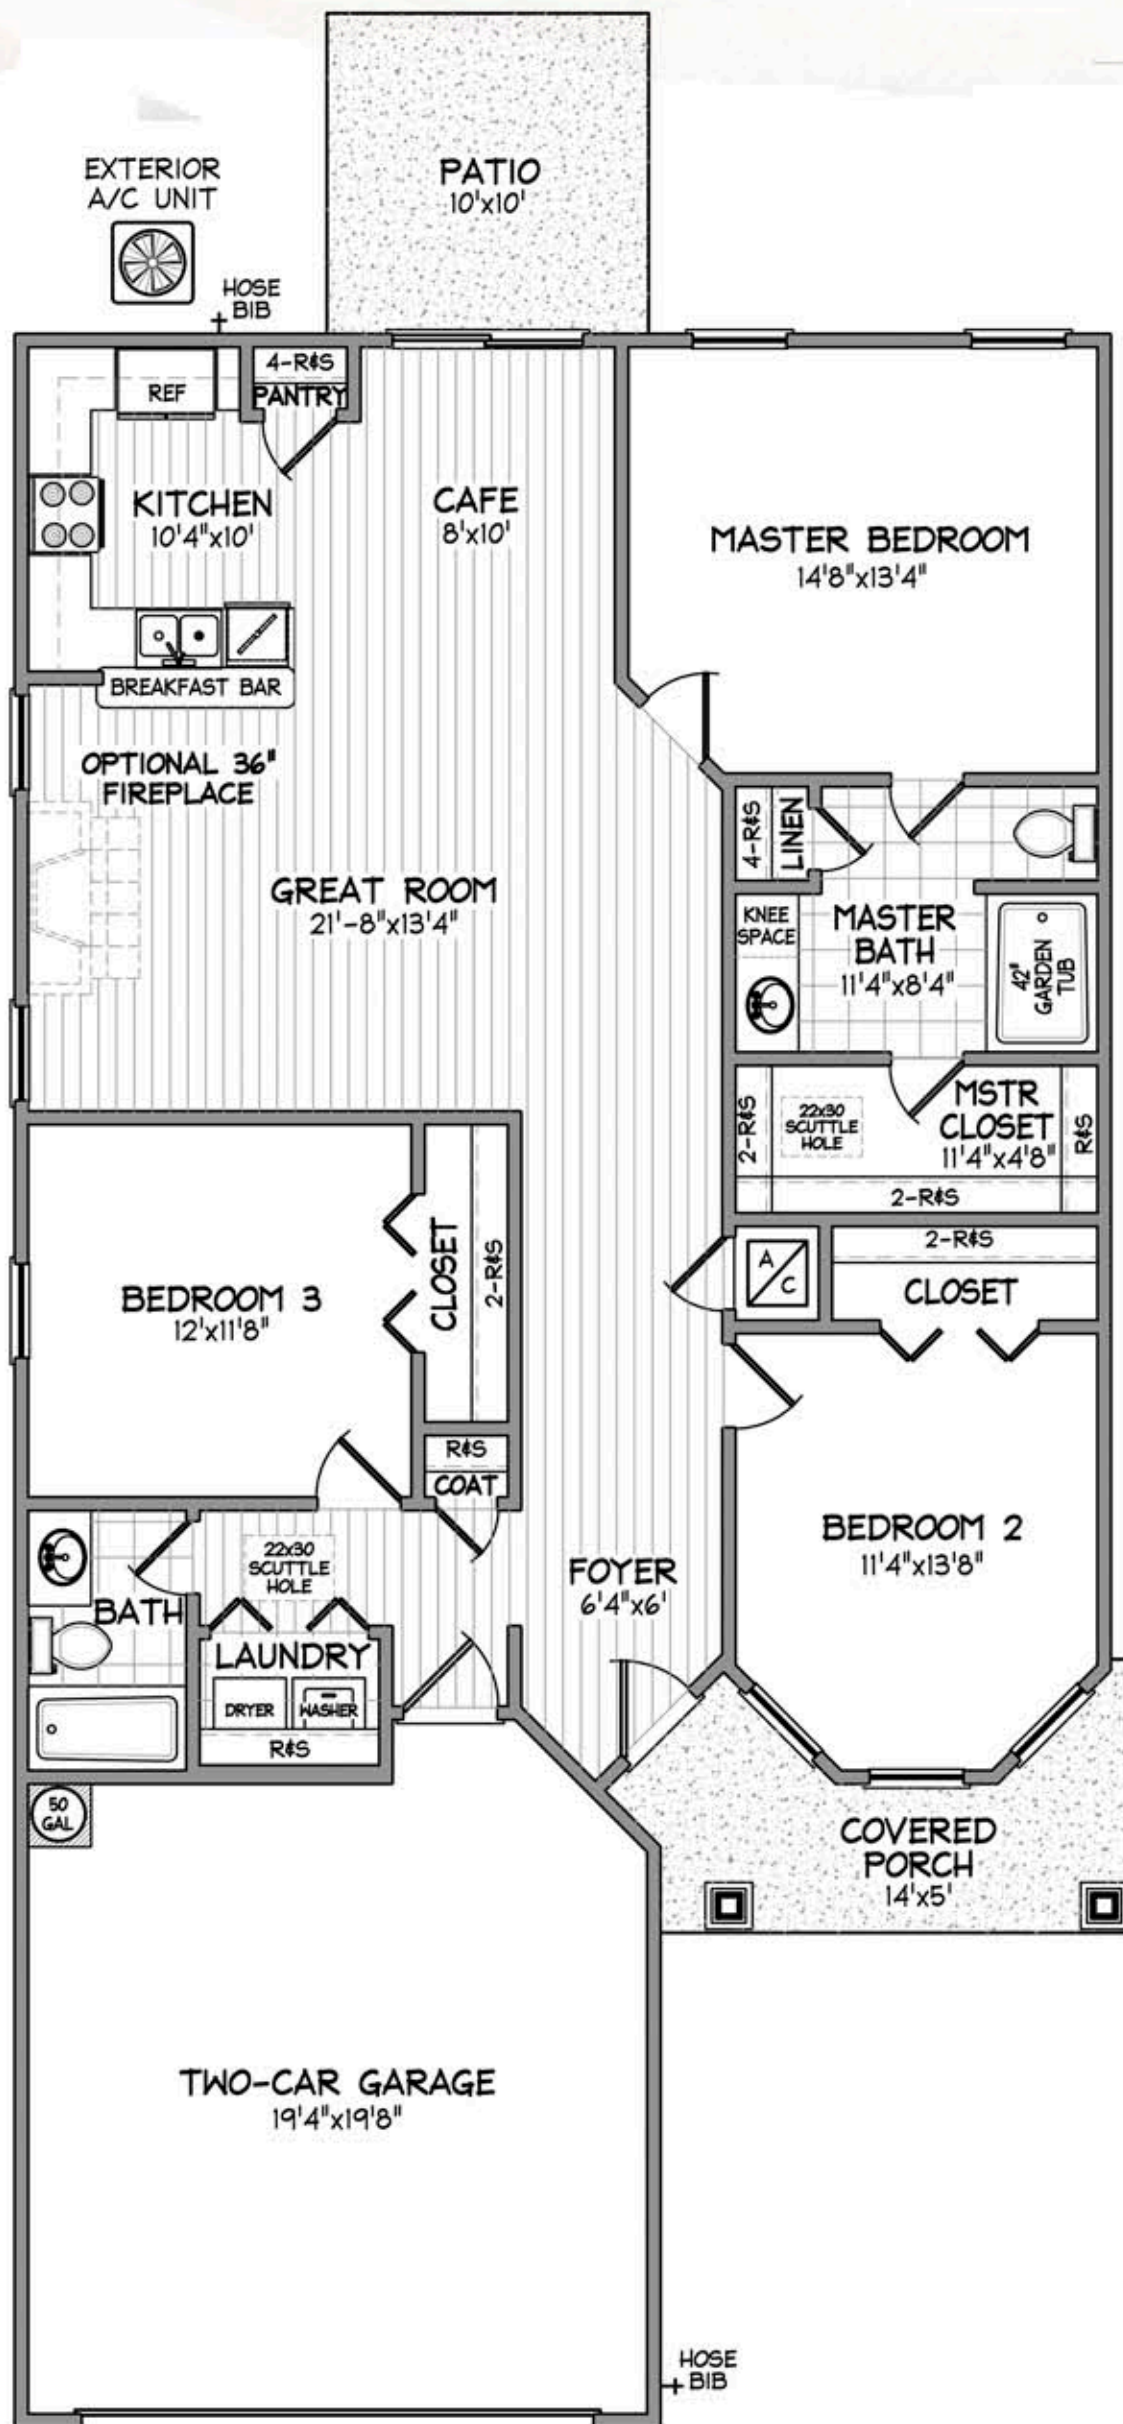 PATIO
10'x10'
EXTERIOR
A/C UNIT
HOSE
BIB
REF
4-R&S
PANTRY
KITCHEN
10'4"x10'
CAFE
8'x10'
MASTER BEDROOM
14'8"x13'4"
BREAKFAST BAR
OPTIONAL 36"
FIREPLACE
GREAT ROOM
21'-8"x13'4"
4-R&S
LINEN
KNEE
SPACE
MASTER
BATH
11'4"x8'4"
42"
GARDEN
TUB
2-R&S
22x30
SCUTTLE
HOLE
MSTR
CLOSET
11'4"x4'8"
R&S
2-R&S
A
C
2-R&S
CLOSET
BEDROOM 3
12'x11'8"
CLOSET
2-R&S
R&S
COAT
BEDROOM 2
11'4"x13'8"
22x30
SCUTTLE
HOLE
FOYER
6'4"x6'
BATH
LAUNDRY
DRYER
WASHER
R&S
50
GAL
COVERED
PORCH
14'x5'
TWO-CAR GARAGE
19'4"x19'8"
HOSE
BIB